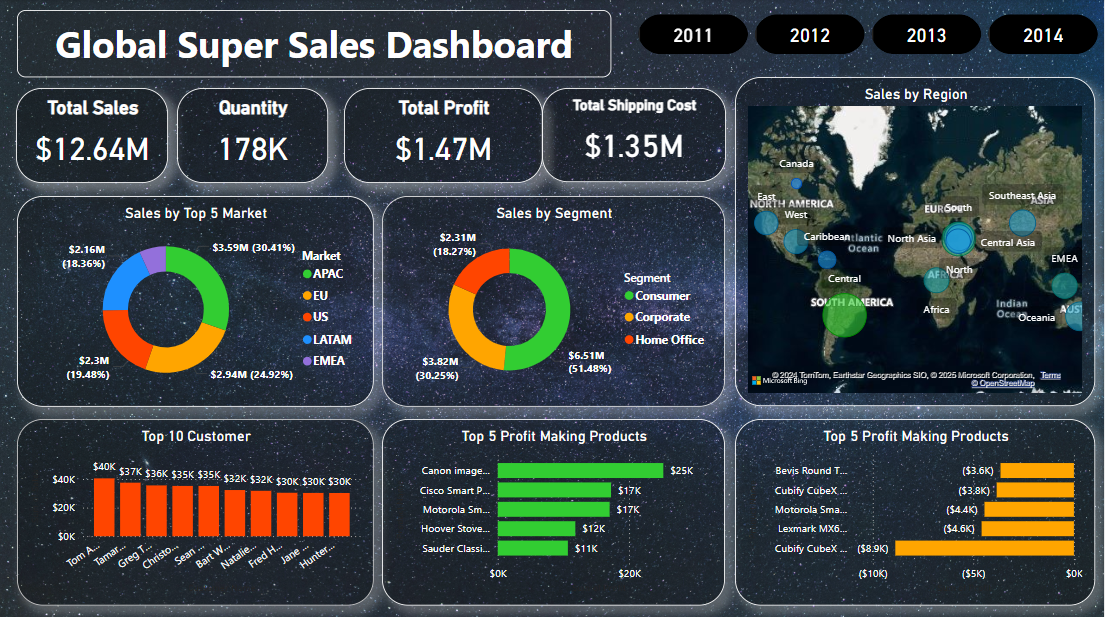 Global Super Sales Dashboard
2011
2012
2013
2014
Total Sales
$12.64M
Quantity
178K
Total Profit
$1.47M
Total Shipping Cost
$1.35M
Sales by Region
Canada
East
NORTH AMERICA
West
Caribbean
Atlantic
Ocean
Central
SOUTH AMERICA
South
North Asia
Southeast Asia
ASIA
Central Asia
North
Africa
EMEA
Indian
Oceania
© 2024 TomTom, Earthstar Geographics SIO, © 2025 Microsoft Corporation, Terms
© OpenStreetMap
Microsoft Bing
Sales by Top 5 Market
$3.59M (30.41%)
$2.94M (24.92%)
$2.3M
(19.48%)
$2.16M
(18.36%)
Market
APAC
EU
US
LATAM
EMEA
Sales by Segment
$2.31M
(18.27%)
$3.82M
(30.25%)
$6.51M
(51.48%)
Segment
Consumer
Corporate
Home Office
Top 10 Customer
$40K
$20K
$0K
$40K
$37K
$36K
$35K
$35K
$32K
$32K
$30K
$30K
$30K
Tom A...
Tamar...
Greg T...
Christo...
Sean ...
Bart W...
Natalie...
Fred H...
Jane ...
Hunter...
Top 5 Profit Making Products
Canon image... $25K
Cisco Smart P... $17K
Motorola Sm... $17K
Hoover Stove... $12K
Sauder Classi... $11K
$0K $20K
Top 5 Profit Making Products
Bevis Round T... ($3.6K)
Cubify CubeX ... ($3.8K)
Motorola Sma... ($4.4K)
Lexmark MX6... ($4.6K)
Cubify CubeX ... ($8.9K)
($10K) ($5K) $0K